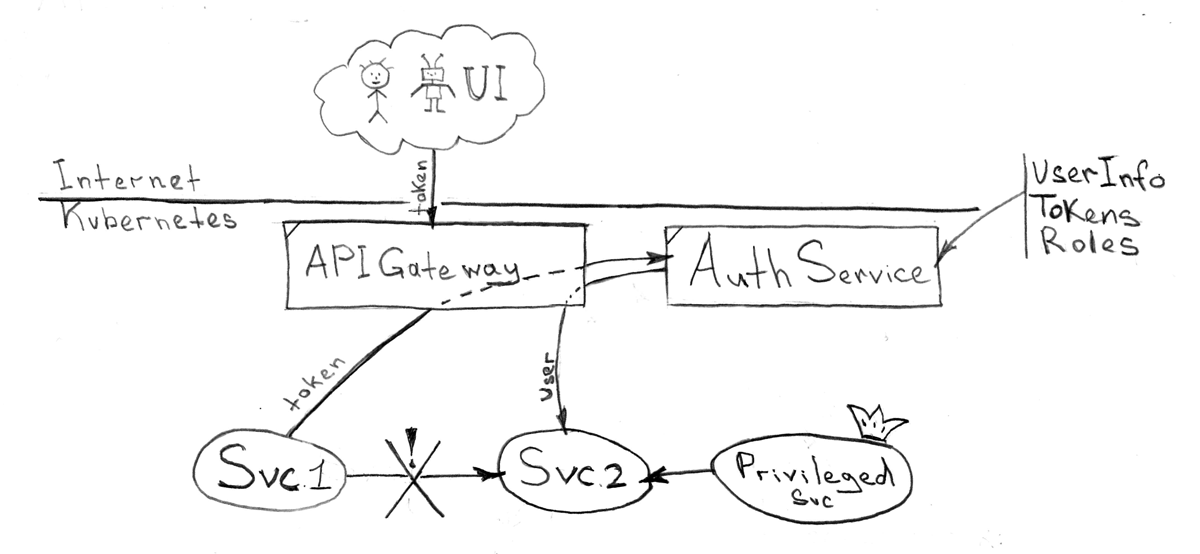 UI
Internet
token
Kubernetes
UserInfo
Tokens
Roles
API Gateway
Auth Service
token
user
Svc.1
!
Svc.2
Privileged
Svc